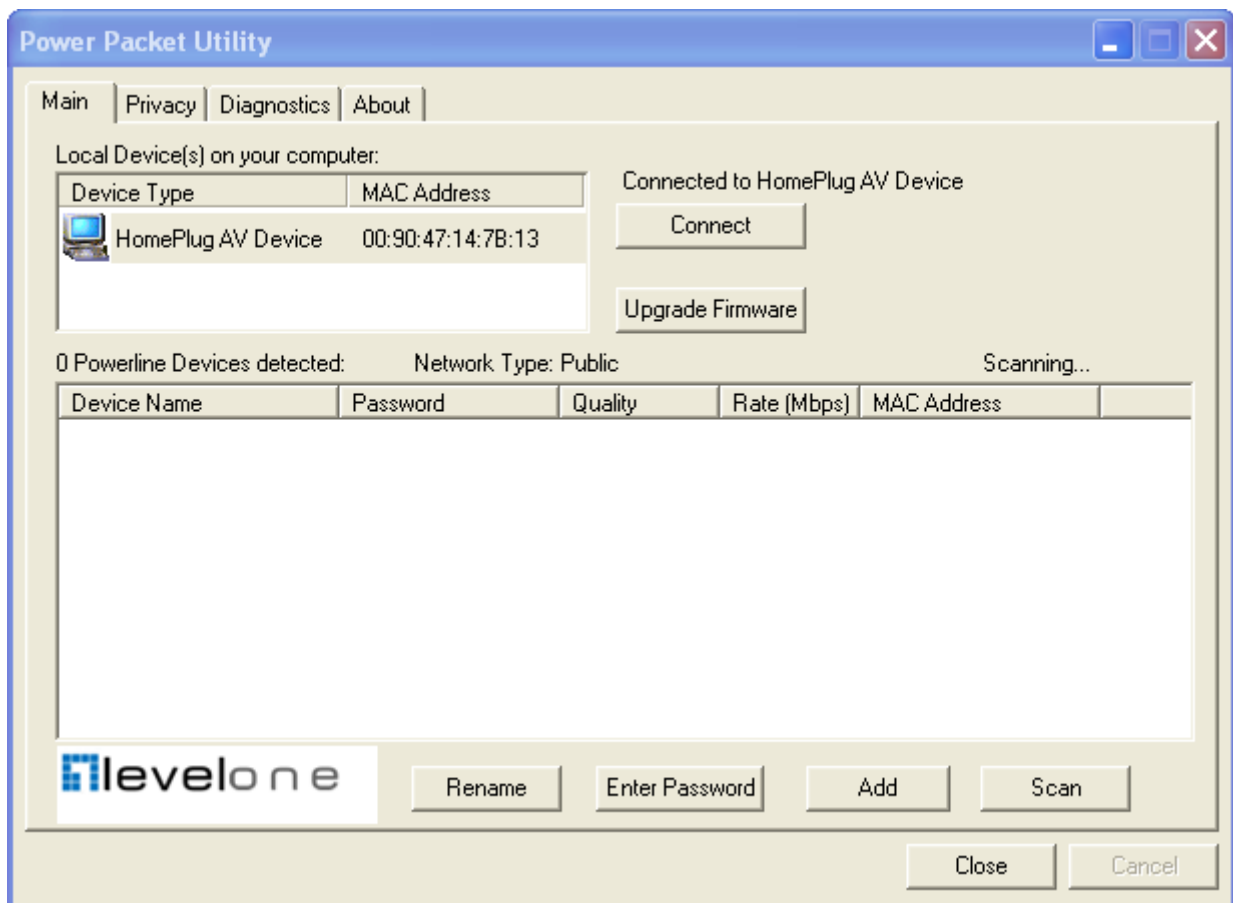 Power Packet Utility
Main Privacy Diagnostics About
Local Device(s) on your computer:
Device Type MAC Address
HomePlug AV Device 00:90:47:14:7B:13
Connected to HomePlug AV Device
Connect
Upgrade Firmware
0 Powerline Devices detected: Network Type: Public Scanning...
Device Name Password Quality Rate (Mbps) MAC Address
levelone
Rename Enter Password Add Scan
Close Cancel